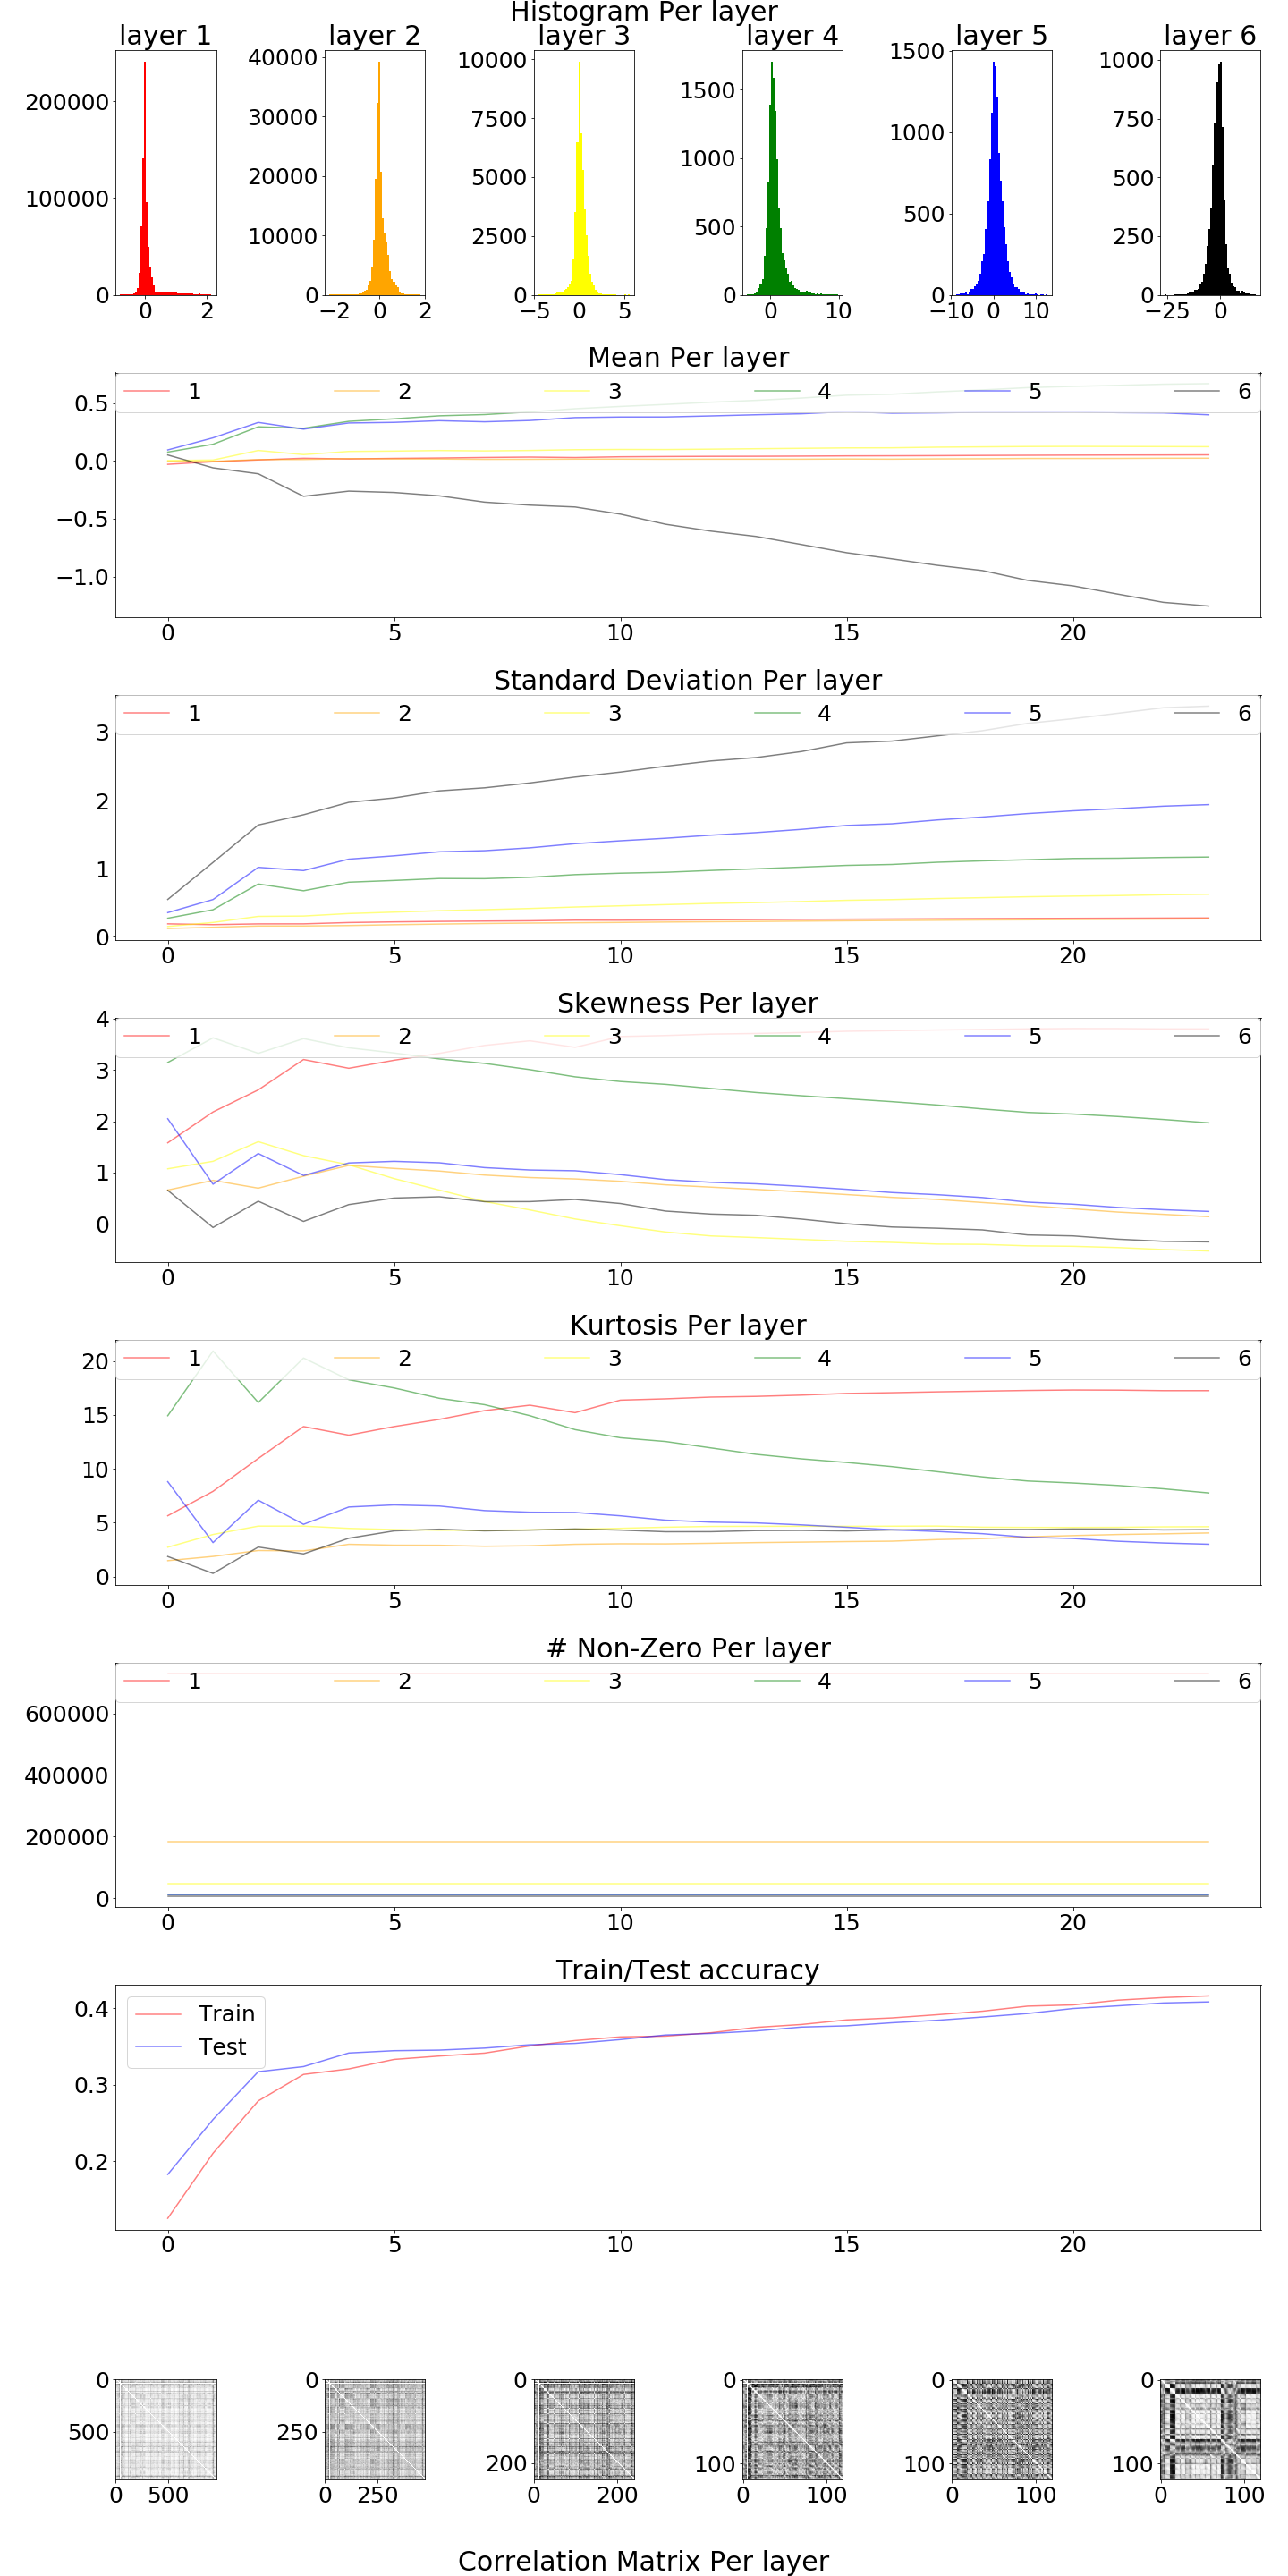 Histogram Per layer
layer 1 layer 2 layer 3 layer 4 layer 5 layer 6
200000 100000 0 0 2
40000 30000 20000 10000 0 −2 0 2
10000 7500 5000 2500 0 −5 0 5
1500 1000 500 0 0 10
1500 1000 500 0 −10 0 10
1000 750 500 250 0 −25 0
Mean Per layer
1 2 3 4 5 6
0.5
0.0
−0.5
−1.0
0 5 10 15 20
Standard Deviation Per layer
1 2 3 4 5 6
3
2
1
0
0 5 10 15 20
Skewness Per layer
4
1 2 3 4 5 6
3
2
1
0
0 5 10 15 20
Kurtosis Per layer
20
1 2 3 4 5 6
15
10
5
0
0 5 10 15 20
# Non-Zero Per layer
1 2 3 4 5 6
600000
400000
200000
0
0 5 10 15 20
Train/Test accuracy
Train
Test
0.4
0.3
0.2
0 5 10 15 20
0 500 0 500
0 250 0 250
0 200 0 200
0 100 0 100
0 100 0 100
0 100 0 100
Correlation Matrix Per layer